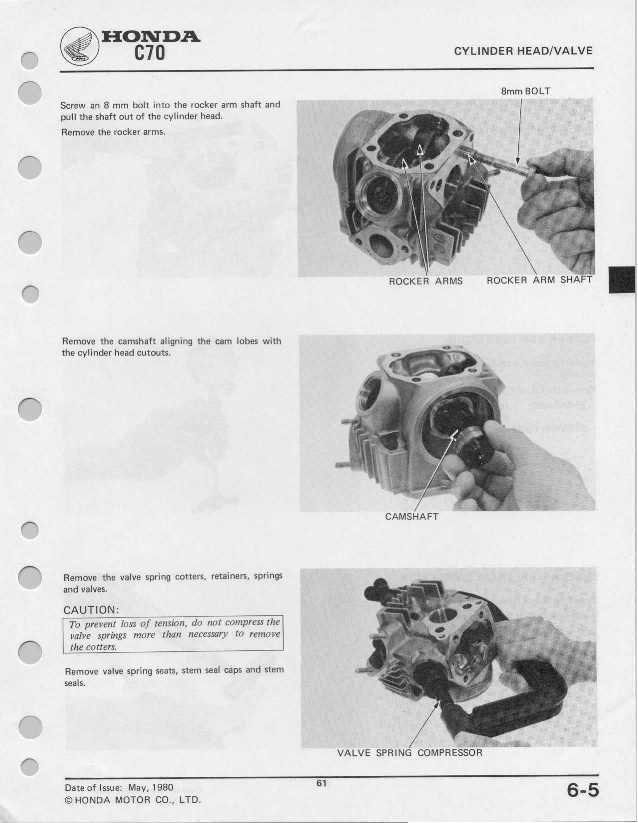 HONDA
C70
CYLINDER HEAD/VALVE
Screw an 8 mm bolt into the rocker arm shaft and
pull the shaft out of the cylinder head.
Remove the rocker arms.
8mm BOLT
ROCKER ARMS
ROCKER ARM SHAFT
Remove the camshaft aligning the cam lobes with
the cylinder head cutouts.
CAMSHAFT
Remove the valve spring cotters, retainers, springs
and valves.
CAUTION:
To prevent loss of tension, do not compress the
valve springs more than necessary to remove
the cotters.
Remove valve spring seats, stem seal caps and stem
seals.
VALVE SPRING COMPRESSOR
Date of Issue: May, 1980
© HONDA MOTOR CO., LTD.
61
6-5